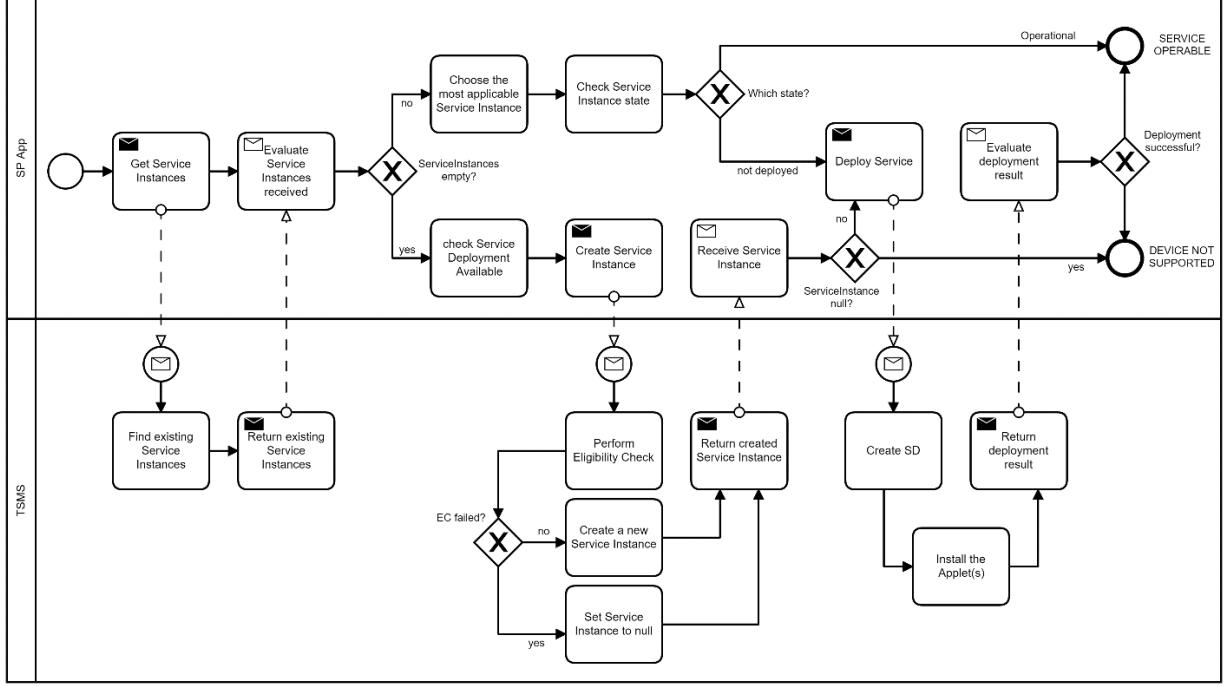 SP App
Get Service
Instances
Evaluate
Service
Instances
received
ServiceInstances
empty?
no
yes
Choose the
most applicable
Service Instance
Check Service
Instance state
Which state?
Operational
not deployed
SERVICE
OPERABLE
Deploy Service
Evaluate
deployment
result
Deployment
successful?
check Service
Deployment
Available
Create Service
Instance
Receive Service
Instance
no
ServiceInstance
null?
yes
DEVICE NOT
SUPPORTED
TSMS
Find existing
Service
Instances
Return existing
Service
Instances
Perform
Eligibility Check
EC failed?
no
yes
Create a new
Service Instance
Set Service
Instance to null
Return created
Service Instance
Create SD
Install the
Applet(s)
Return
deployment
result